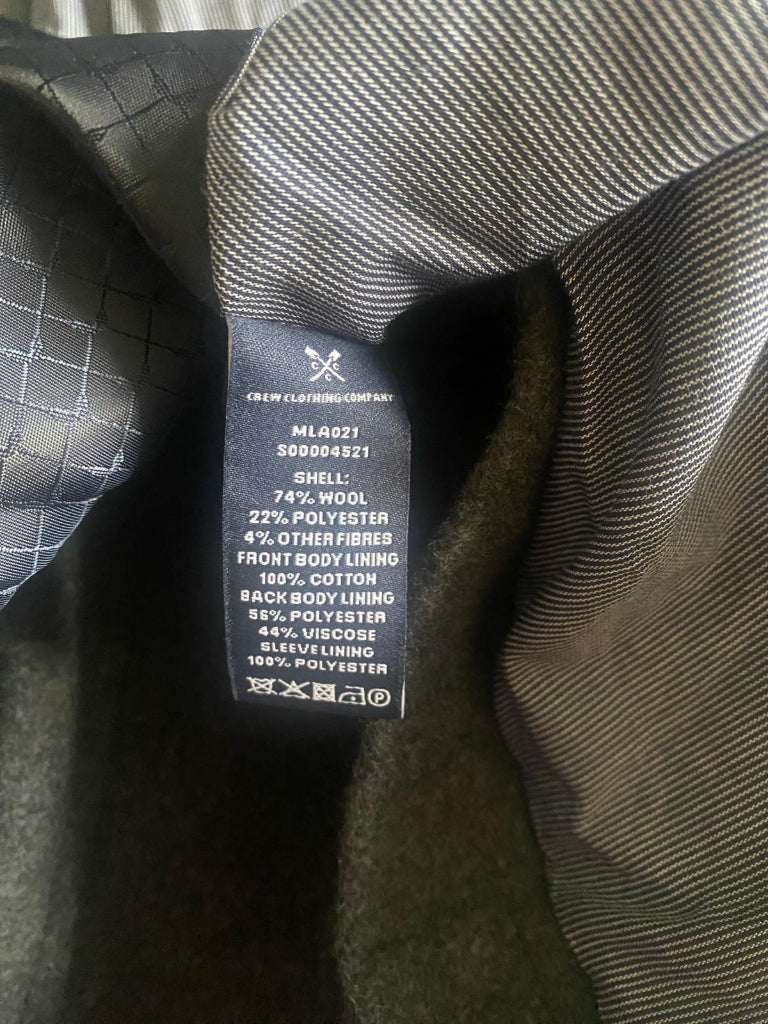 C C
C
CREW CLOTHING COMPANY
MLA021
S00004521
SHELL:
74% WOOL
22% POLYESTER
4% OTHER FIBRES
FRONT BODY LINING
100% COTTON
BACK BODY LINING
56% POLYESTER
44% VISCOSE
SLEEVE LINING
100% POLYESTER
P